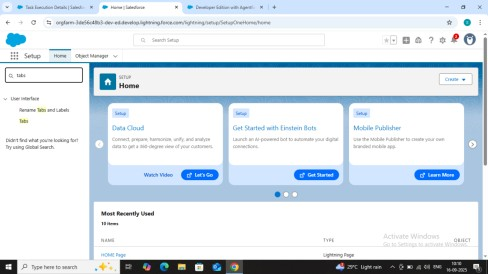 Task Execution Details | Salesf
Home | Salesforce
Developer Edition with Agentf
orgfarm-3de56c48b3-dev-ed.develop.lightning.force.com/lightning/setup/SetupOneHome/home
Search Setup
Setup
Home
Object Manager
tabs
User Interface
Rename Tabs and Labels
Tabs
Didn't find what you're looking for?
Try using Global Search.
SETUP
Home
Create
Setup
Data Cloud
Connect, prepare, harmonize, unify, and analyze
data to get a 360-degree view of your customers.
Watch Video
Let's Go
Setup
Get Started with Einstein Bots
Launch an AI-powered bot to automate your digital
connections.
Get Started
Setup
Mobile Publisher
Use the Mobile Publisher to create your own
branded mobile app.
Learn More
Most Recently Used
10 items
NAME
TYPE
OBJECT
HOME Page
Lightning Page
Activate Windows
Go to Settings to activate Windows.
Type here to search
29°C Light rain
ENG
10:10
16-09-2025